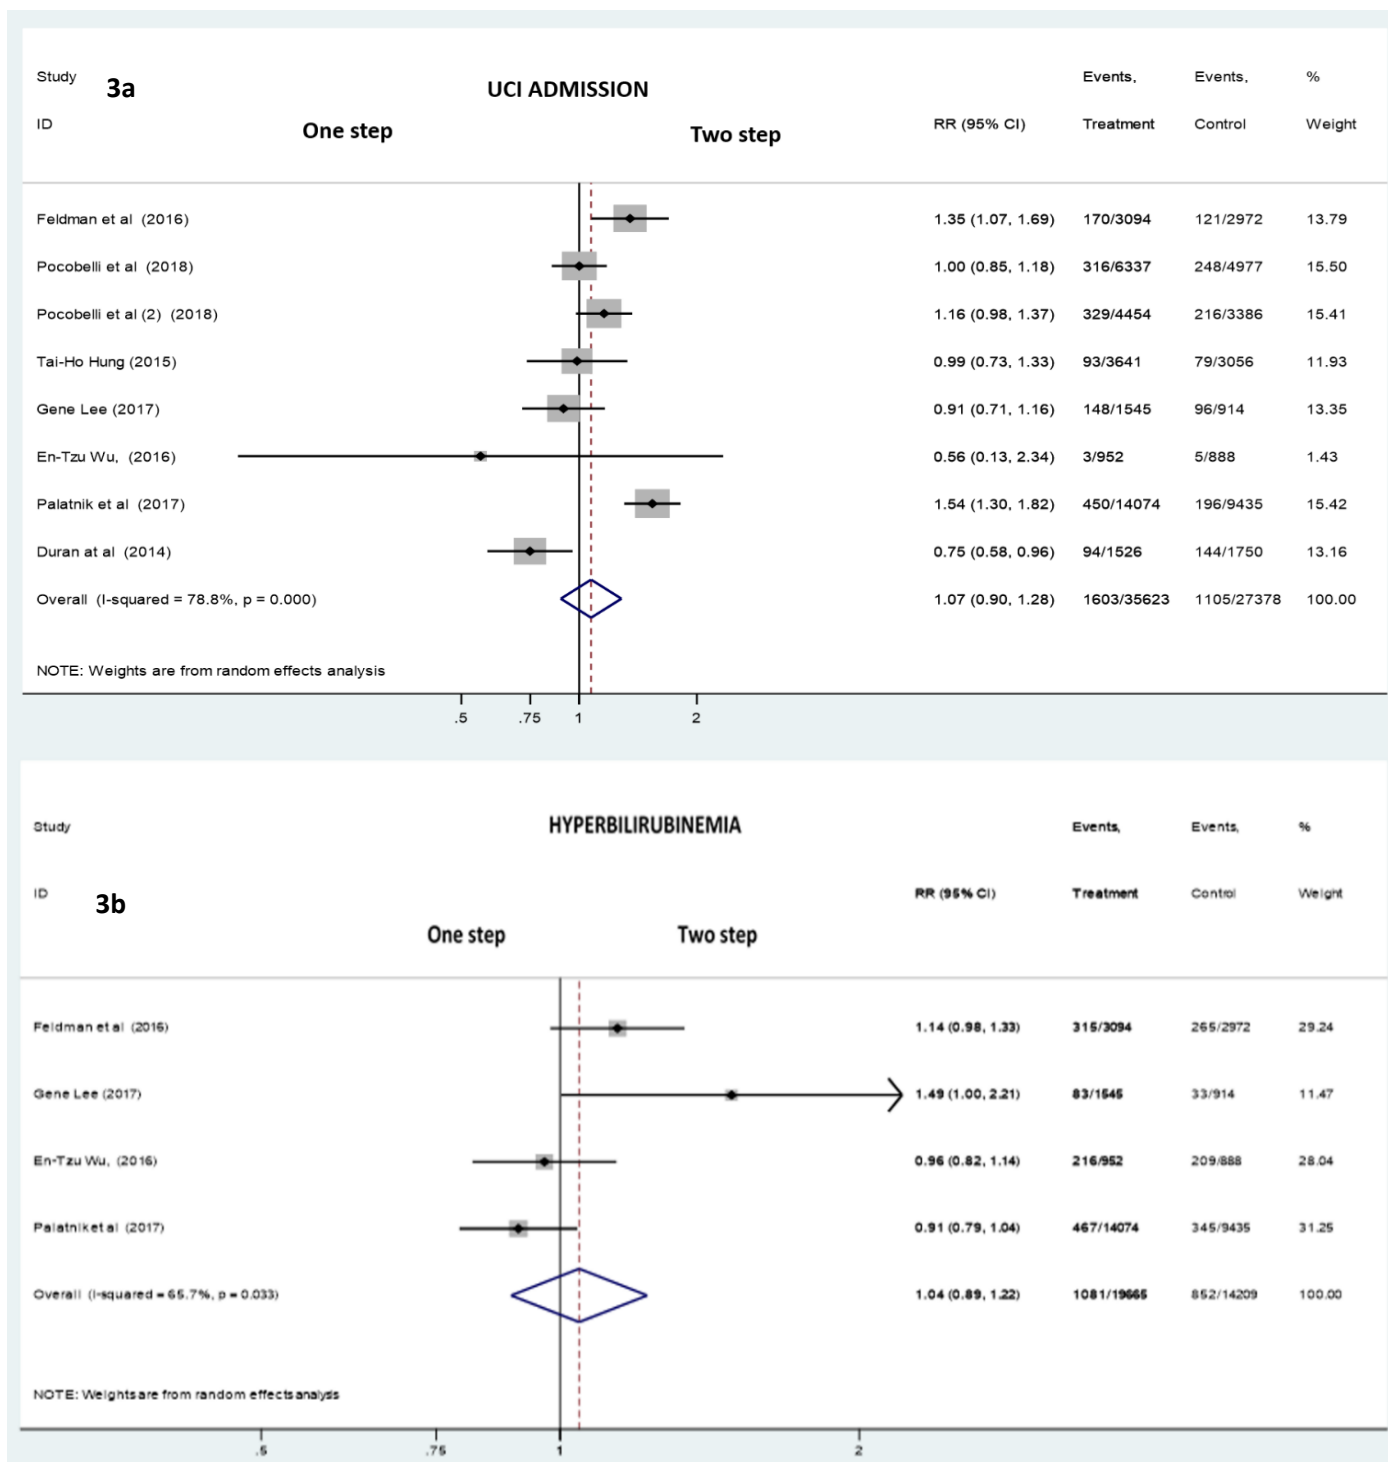 Study Events, Events, %
3a UCI ADMISSION
ID One step Two step RR (95% CI) Treatment Control Weight
Feldman et al (2016) 1.35 (1.07, 1.69) 170/3094 121/2972 13.79
Pocobelli et al (2018) 1.00 (0.85, 1.18) 316/6337 248/4977 15.50
Pocobelli et al (2) (2018) 1.16 (0.98, 1.37) 329/4454 216/3386 15.41
Tai-Ho Hung (2015) 0.99 (0.73, 1.33) 93/3641 79/3056 11.93
Gene Lee (2017) 0.91 (0.71, 1.16) 148/1545 96/914 13.35
En-Tzu Wu, (2016) 0.56 (0.13, 2.34) 3/952 5/888 1.43
Palatnik et al (2017) 1.54 (1.30, 1.82) 450/14074 196/9435 15.42
Duran at al (2014) 0.75 (0.58, 0.96) 94/1526 144/1750 13.16
Overall (I-squared = 78.8%, p = 0.000) 1.07 (0.90, 1.28) 1603/35623 1105/27378 100.00
NOTE: Weights are from random effects analysis
.5 .75 1 2
Study HYPERBILIRUBINEMIA Events, Events, %
ID 3b RR (95% CI) Treatment Control Weight
One step Two step
Feldman et al (2016) 1.14 (0.98, 1.33) 315/3094 265/2972 29.24
Gene Lee (2017) 1.49 (1.00, 2.21) 83/1545 33/914 11.47
En-Tzu Wu, (2016) 0.96 (0.82, 1.14) 216/952 209/888 28.04
Palatnik et al (2017) 0.91 (0.79, 1.04) 467/14074 345/9435 31.25
Overall (I-squared = 65.7%, p = 0.033) 1.04 (0.89, 1.22) 1081/19665 852/14209 100.00
NOTE: Weights are from random effects analysis
.5 .75 1 2